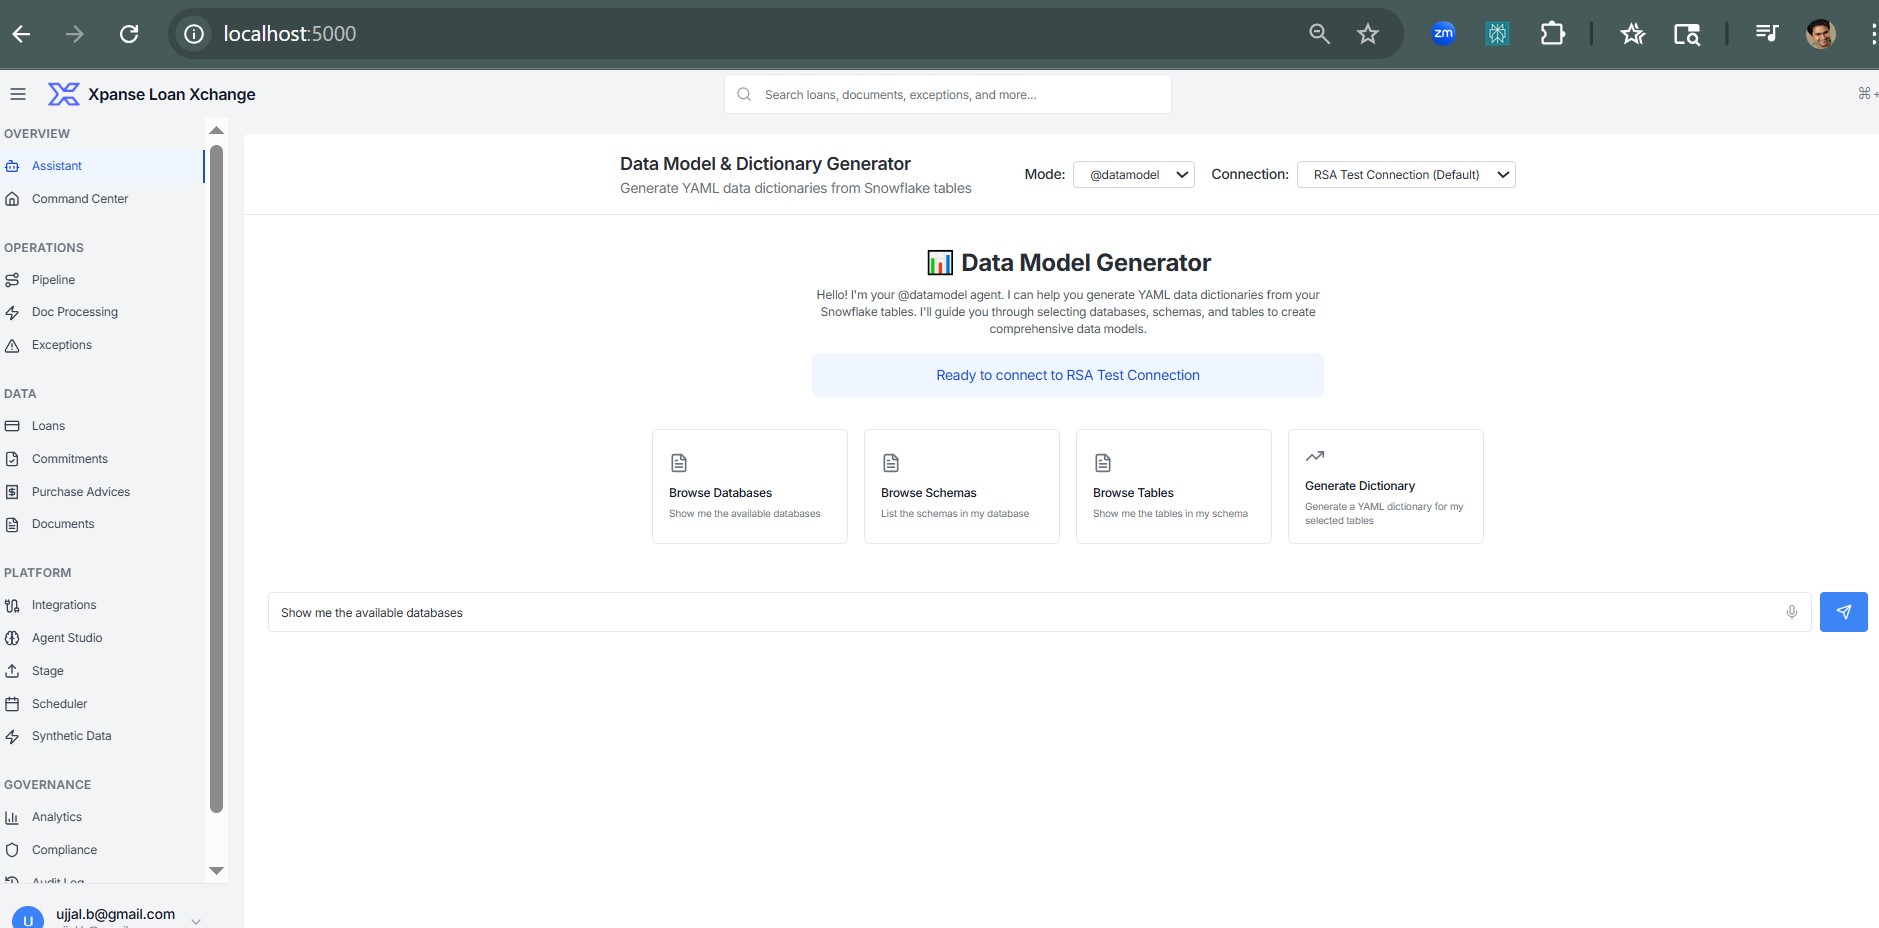 localhost:5000
zm
Xpanse Loan Xchange
Search loans, documents, exceptions, and more...
⌘+
OVERVIEW
Assistant
Command Center
OPERATIONS
Pipeline
Doc Processing
Exceptions
DATA
Loans
Commitments
Purchase Advices
Documents
PLATFORM
Integrations
Agent Studio
Stage
Scheduler
Synthetic Data
GOVERNANCE
Analytics
Compliance
Audit Log
U
ujjal.b@gmail.com
Data Model & Dictionary Generator
Generate YAML data dictionaries from Snowflake tables
Mode: @datamodel Connection: RSA Test Connection (Default)
Data Model Generator
Hello! I'm your @datamodel agent. I can help you generate YAML data dictionaries from your
Snowflake tables. I'll guide you through selecting databases, schemas, and tables to create
comprehensive data models.
Ready to connect to RSA Test Connection
Browse Databases
Show me the available databases
Browse Schemas
List the schemas in my database
Browse Tables
Show me the tables in my schema
Generate Dictionary
Generate a YAML dictionary for my
selected tables
Show me the available databases